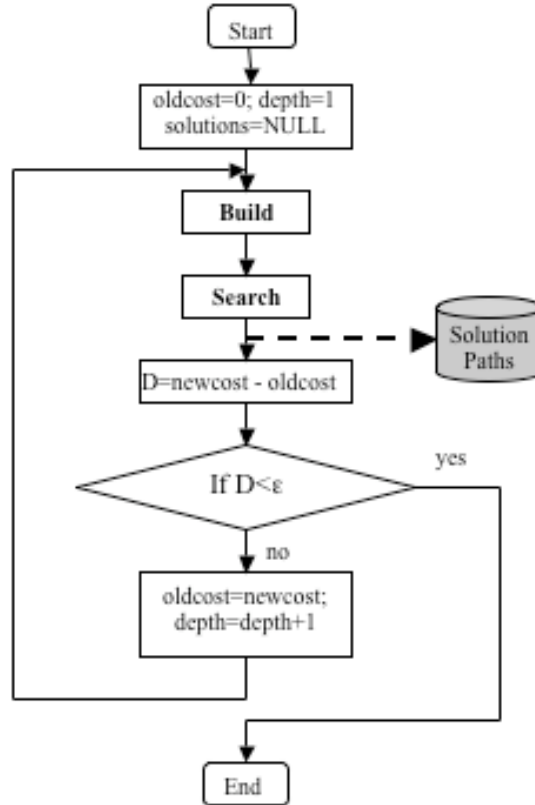 Start
oldcost=0; depth=1
solutions=NULL
Build
Search
Solution
Paths
D=newcost - oldcost
yes
If D<ε
no
oldcost=newcost;
depth=depth+1
End